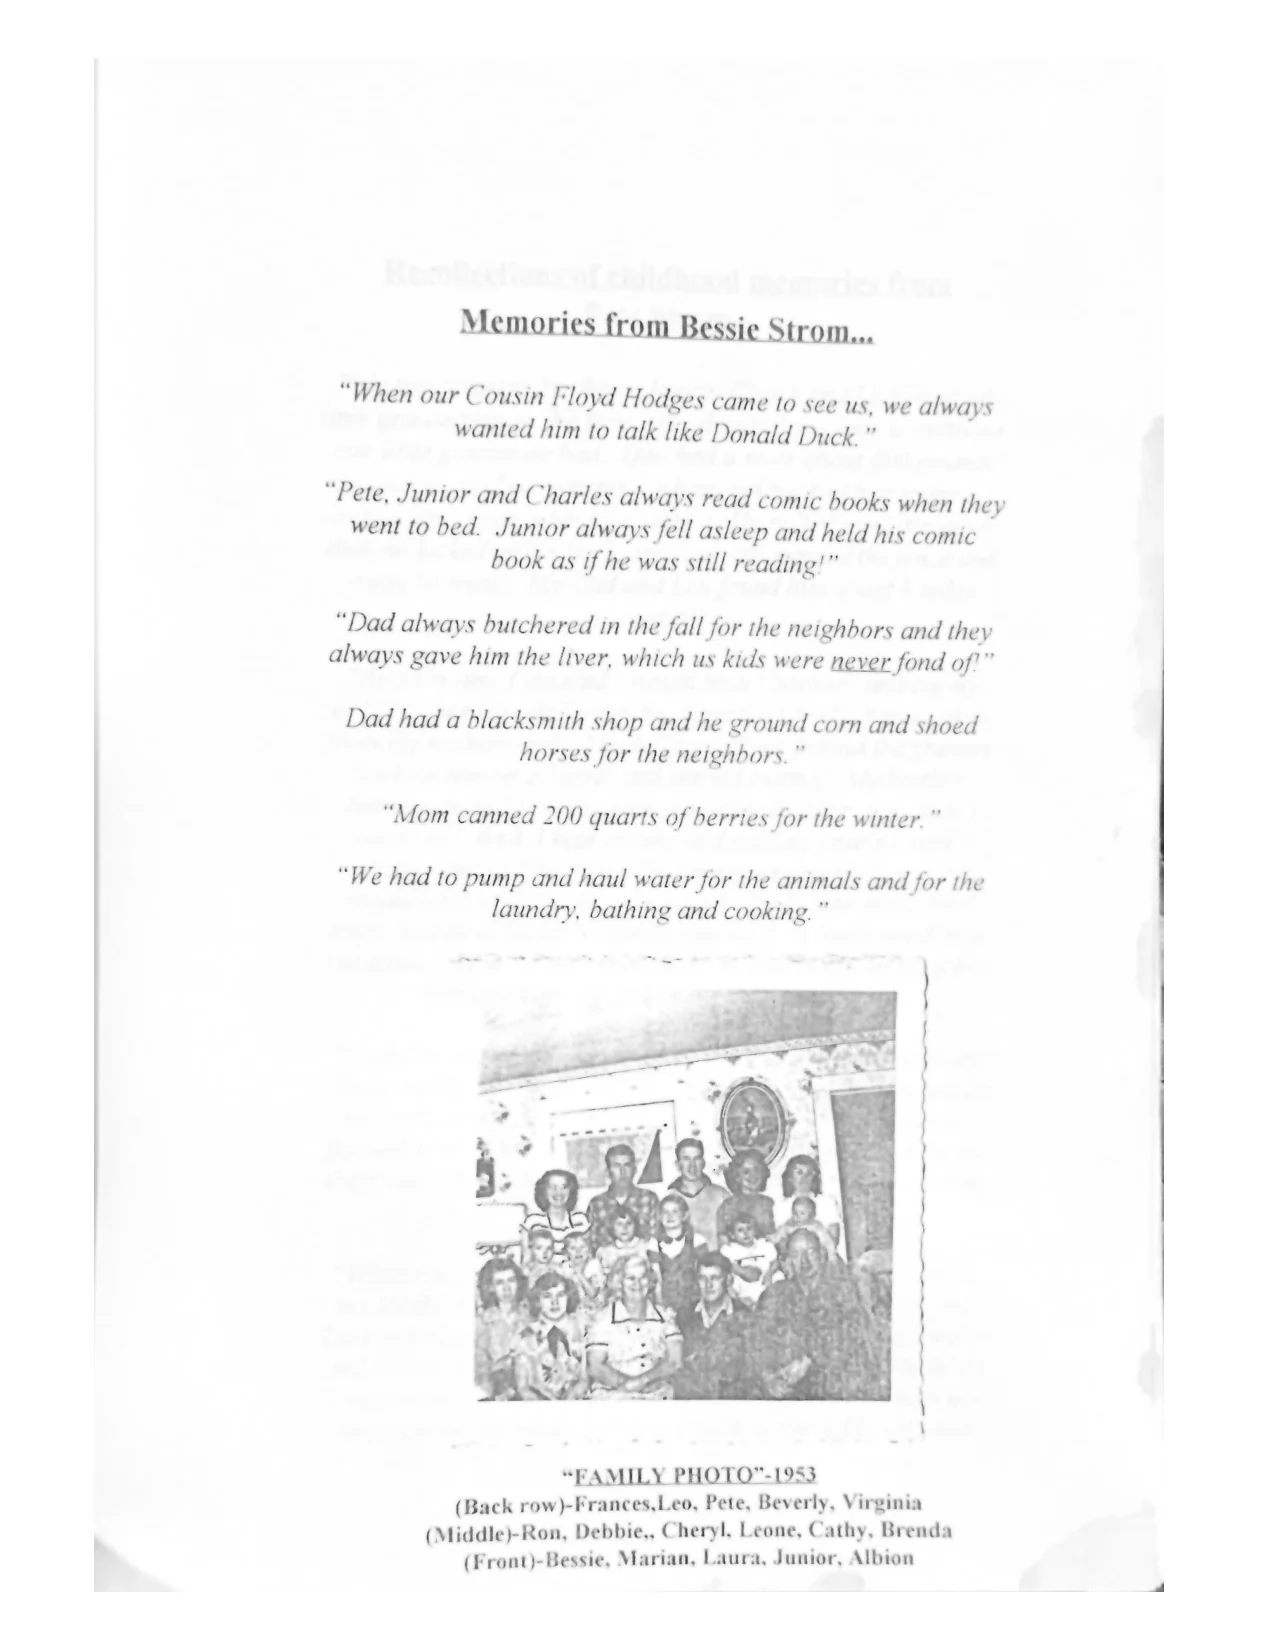 Recollections of childhood memories from
Memories from Bessie Strom...
“When our Cousin Floyd Hodges came to see us, we always
wanted him to talk like Donald Duck.”
“Pete, Junior and Charles always read comic books when they
went to bed. Junior always fell asleep and held his comic
book as if he was still reading!”
“Dad always butchered in the fall for the neighbors and they
always gave him the liver, which us kids were never fond of!”
Dad had a blacksmith shop and he ground corn and shoed
horses for the neighbors.”
“Mom canned 200 quarts of berries for the winter.”
“We had to pump and haul water for the animals and for the
laundry, bathing and cooking.”
“FAMILY PHOTO”-1953
(Back row)-Frances,Leo, Pete, Beverly, Virginia
(Middle)-Ron, Debbie,, Cheryl, Leone, Cathy, Brenda
(Front)-Bessie, Marian, Laura, Junior, Albion